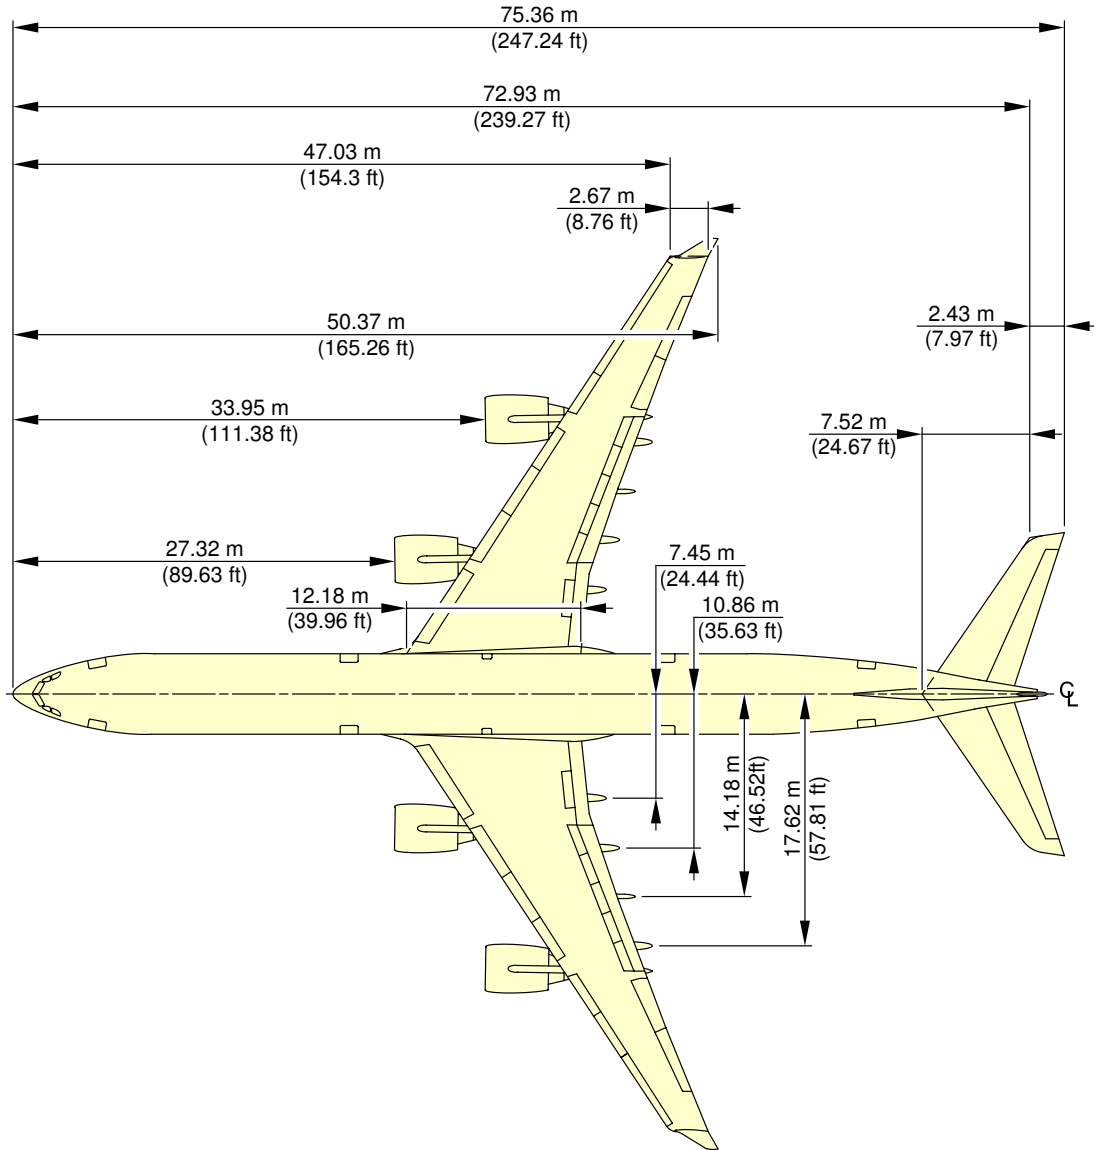 75.36 m
(247.24 ft)
72.93 m
(239.27 ft)
47.03 m
(154.3 ft)
2.67 m
(8.76 ft)
50.37 m
(165.26 ft)
2.43 m
(7.97 ft)
33.95 m
(111.38 ft)
7.52 m
(24.67 ft)
27.32 m
(89.63 ft)
7.45 m
(24.44 ft)
12.18 m
(39.96 ft)
10.86 m
(35.63 ft)
CL
14.18 m
(46.52ft)
17.62 m
(57.81 ft)